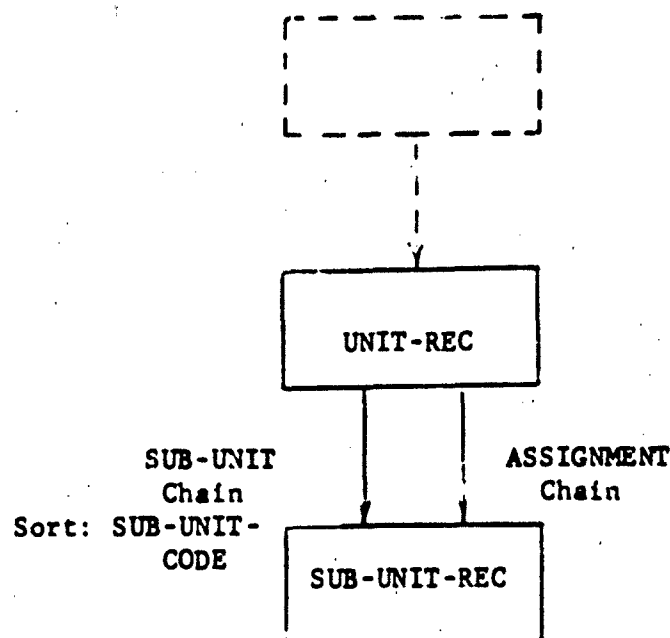 UNIT-REC
SUB-UNIT
Chain
Sort: SUB-UNIT-
CODE
ASSIGNMENT
Chain
SUB-UNIT-REC